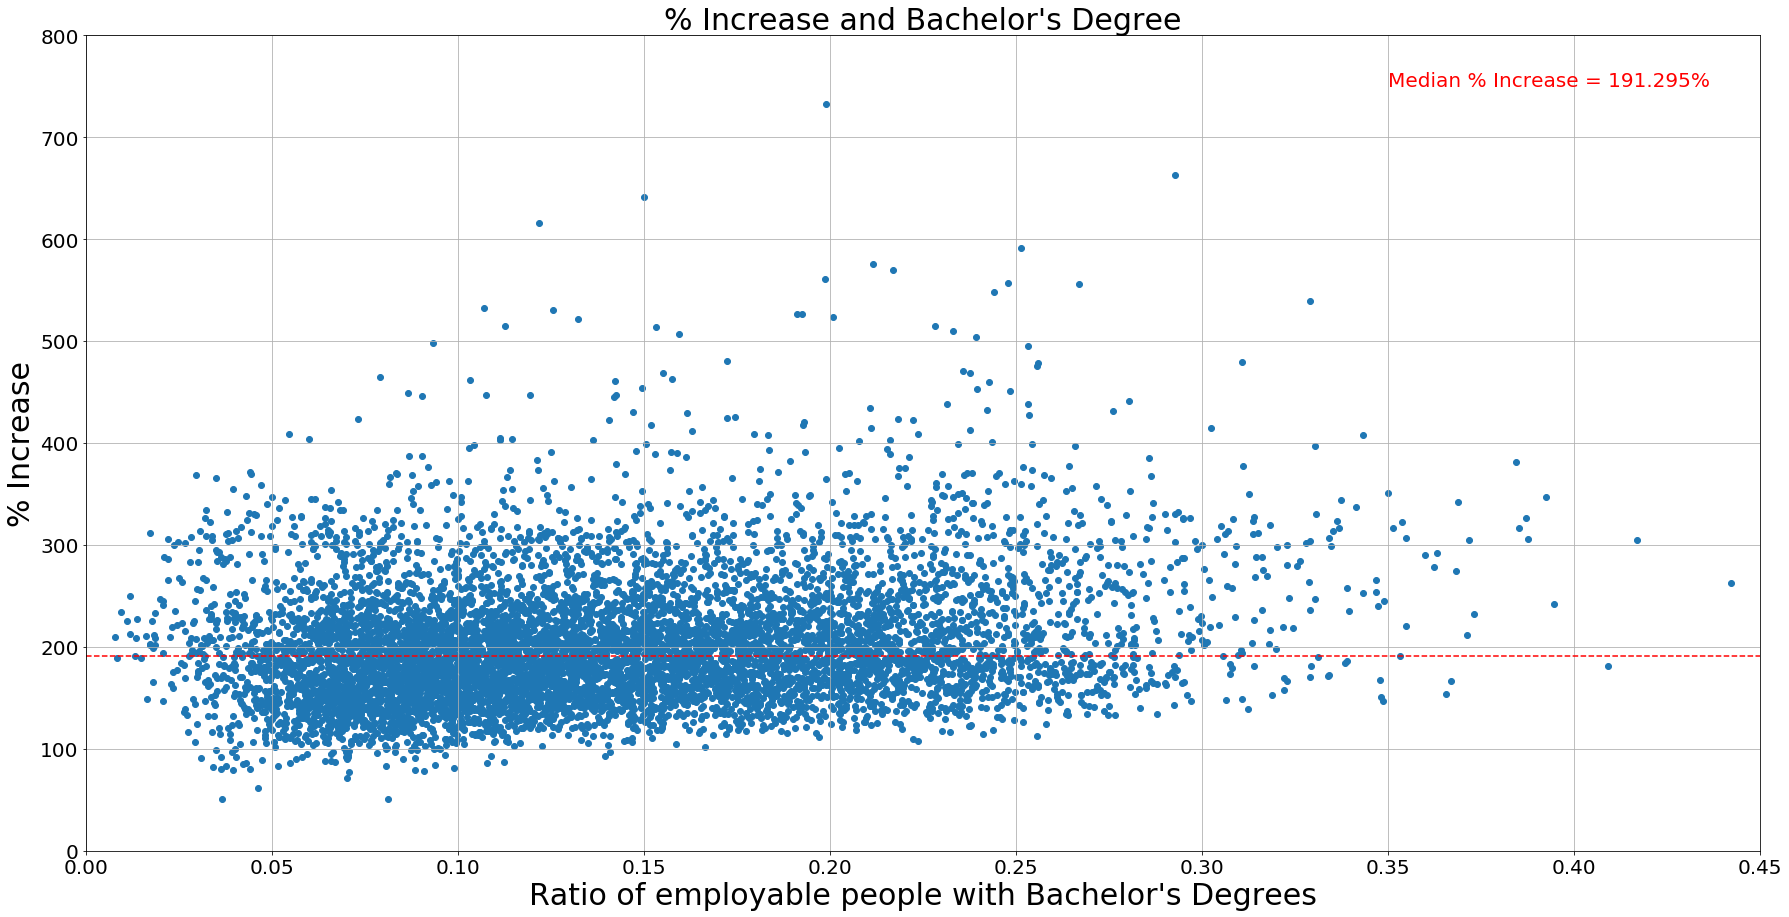 % Increase and Bachelor's Degree
Median % Increase = 191.295%
800
700
600
500
400
300
200
100
0
% Increase
0.00 0.05 0.10 0.15 0.20 0.25 0.30 0.35 0.40 0.45
Ratio of employable people with Bachelor's Degrees